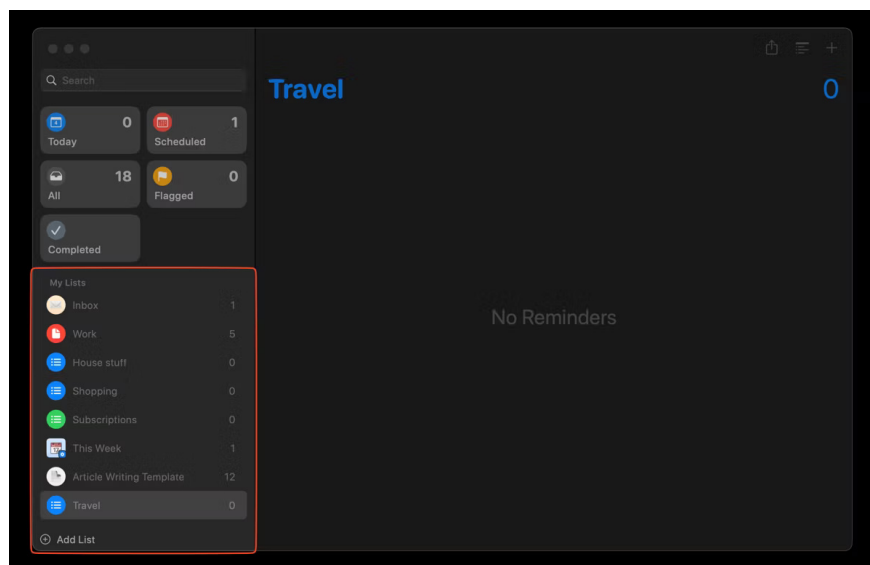 Search
Travel 0
Today 0
Scheduled 1
All 18
Flagged 0
Completed
My Lists
Inbox 1
Work 5
House stuff 0
Shopping 0
Subscriptions 0
This Week 1
Article Writing Template 12
Travel 0
Add List
No Reminders